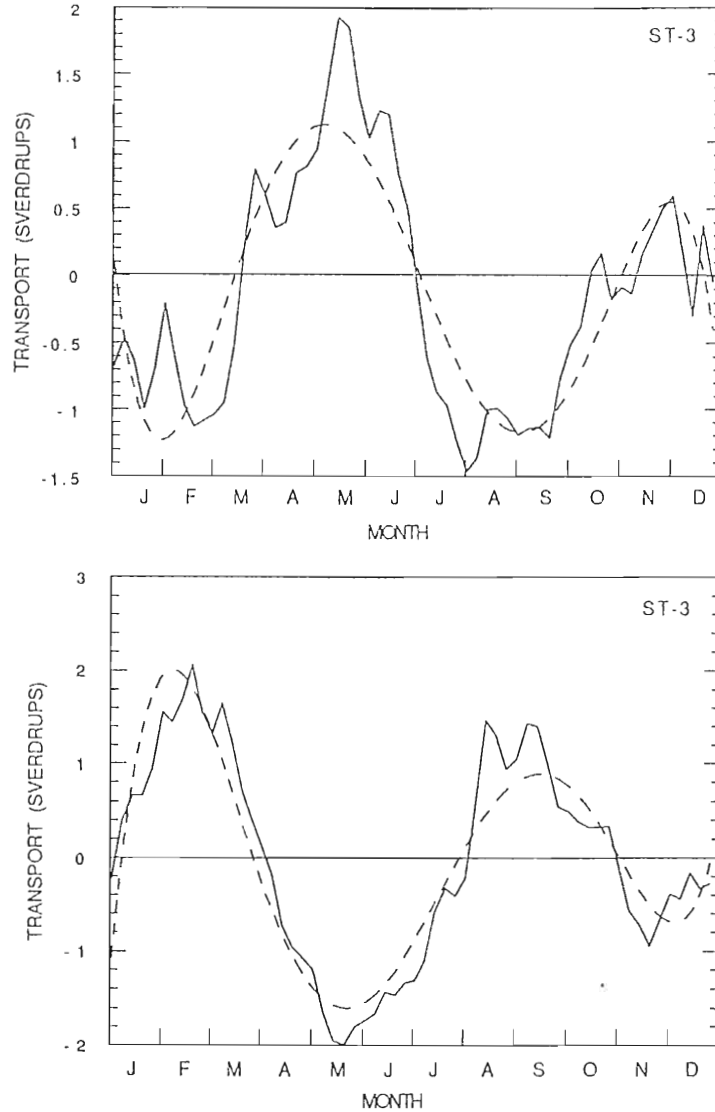 ST-3
TRANSPORT (SVERDRUPS)
2
1.5
1
0.5
0
-0.5
-1
-1.5
J F M A M J J A S O N D
MONTH
ST-3
TRANSPORT (SVERDRUPS)
3
2
1
0
-1
-2
J F M A M J J A S O N D
MONTH